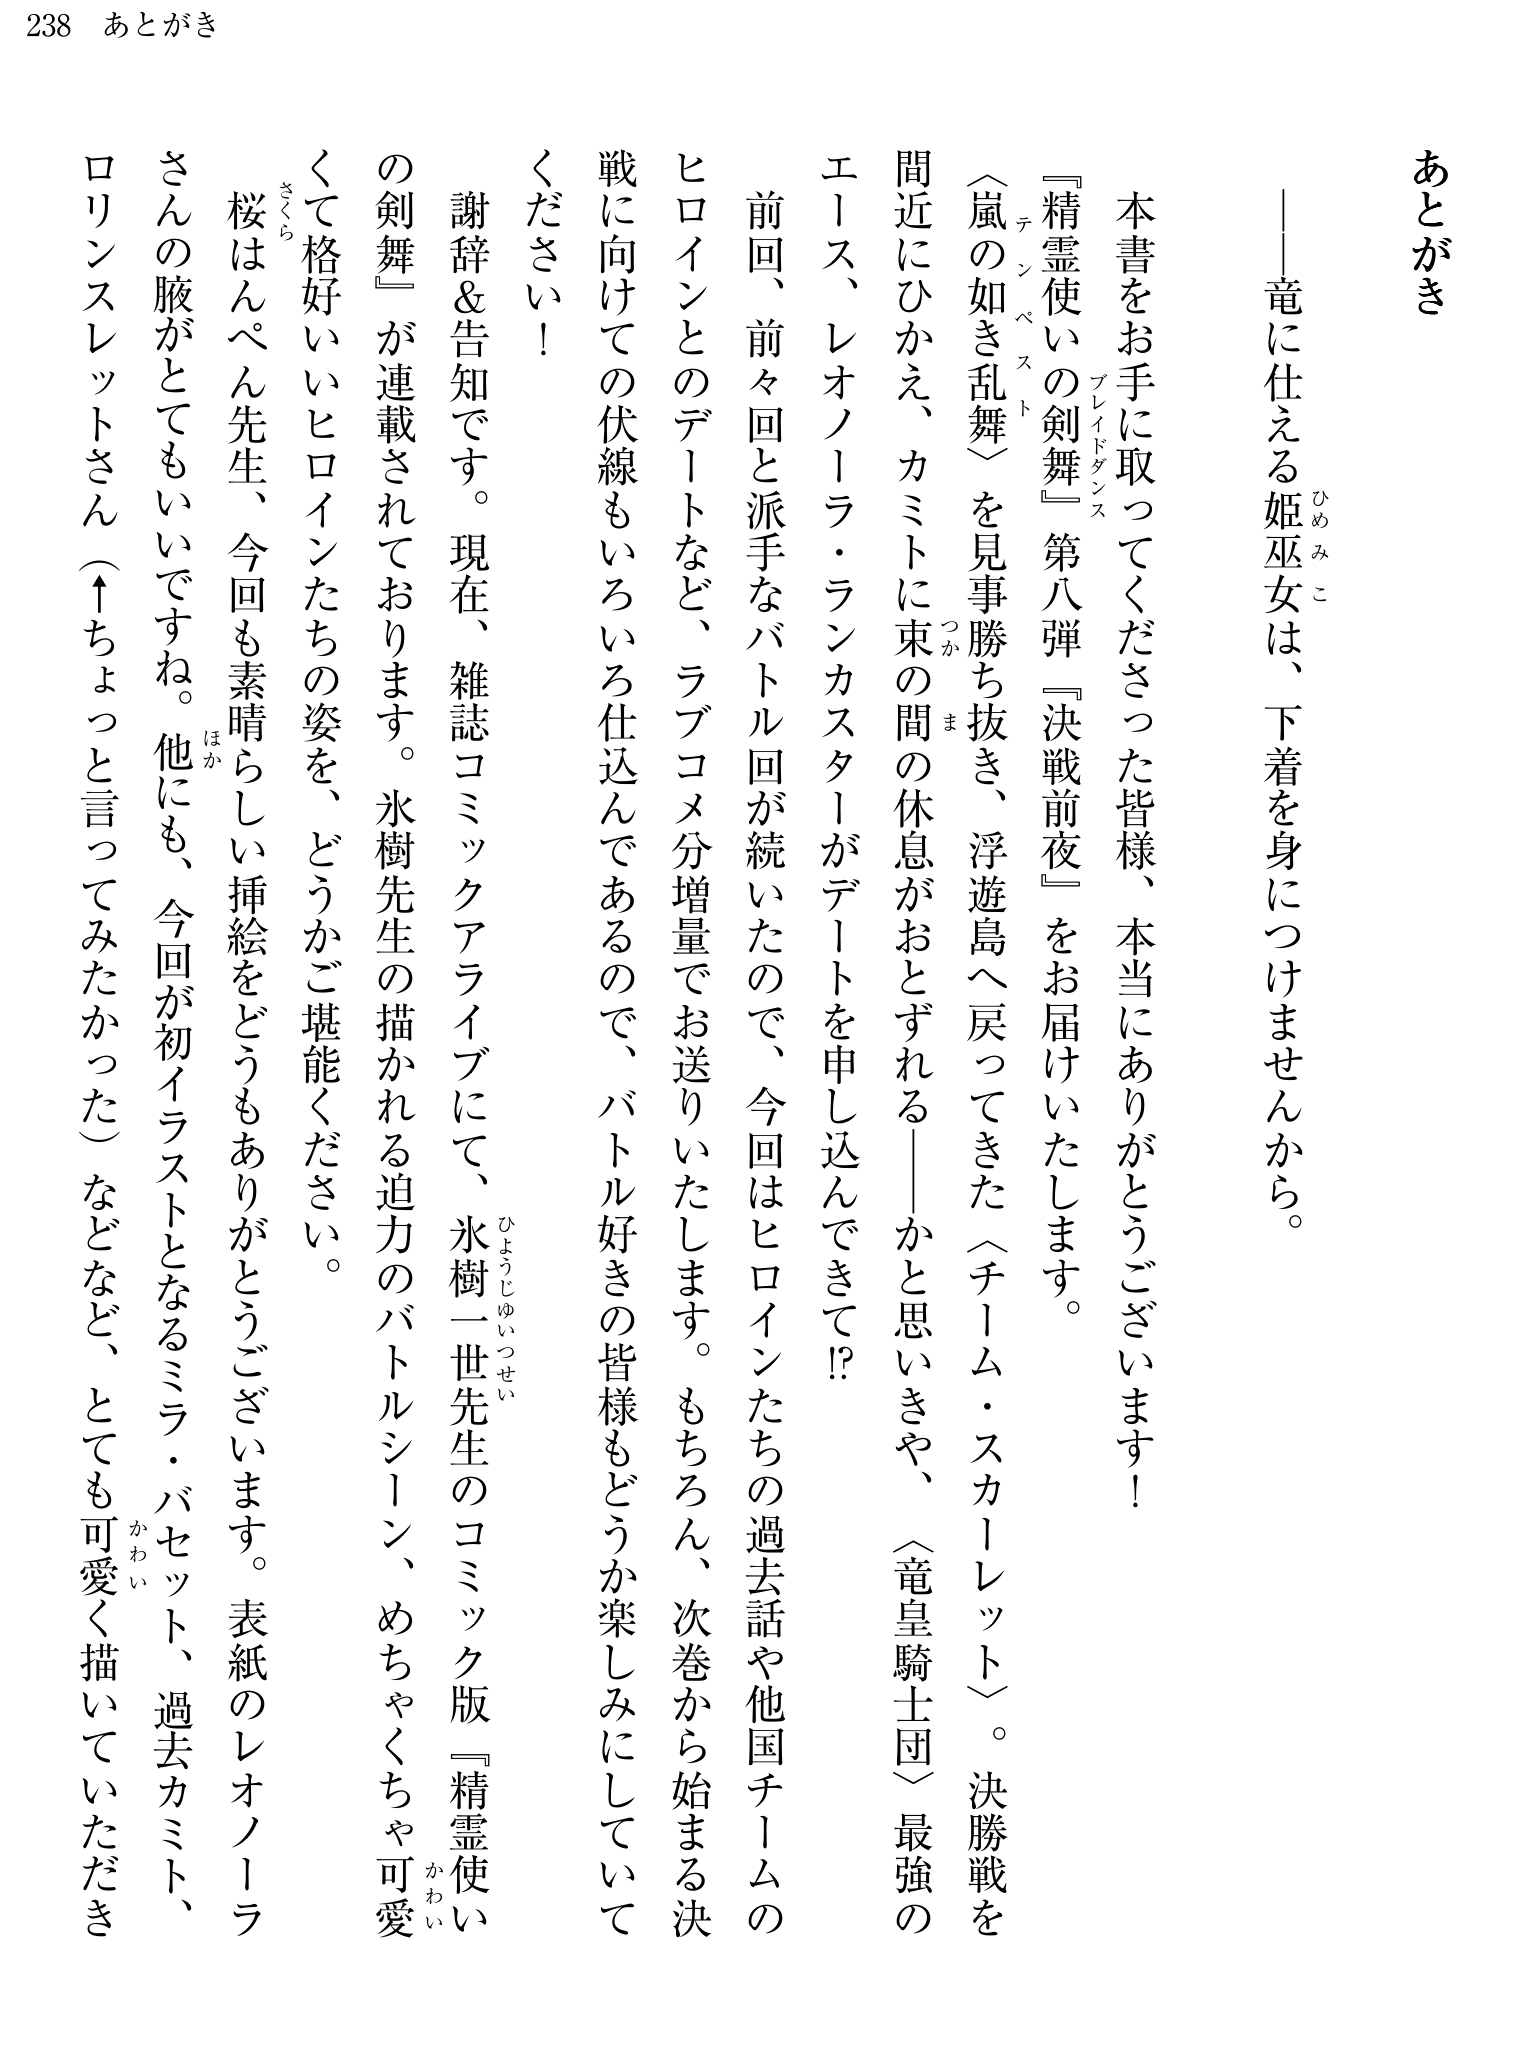 238　あとがき
あとがき
――竜に仕える姫巫女は、下着を身につけませんから。
本書をお手に取ってくださった皆様、本当にありがとうございます！
『精霊使いの剣舞』第八弾『決戦前夜』をお届けいたします。
〈嵐の如き乱舞〉を見事勝ち抜き、浮遊島へ戻ってきた〈チーム・スカーレット〉。決勝戦を
間近にひかえ、カミトに束の間の休息がおとずれる――かと思いきや、〈竜皇騎士団〉最強の
エース、レオノーラ・ランカスターがデートを申し込んできて⁉
前回、前々回と派手なバトル回が続いたので、今回はヒロインたちの過去話や他国チームの
ヒロインとのデートなど、ラブコメ分増量でお送りいたします。もちろん、次巻から始まる決
戦に向けての伏線もいろいろ仕込んであるので、バトル好きの皆様もどうか楽しみにしていて
ください！
謝辞＆告知です。現在、雑誌コミックアライブにて、氷樹一世先生のコミック版『精霊使い
の剣舞』が連載されております。氷樹先生の描かれる迫力のバトルシーン、めちゃくちゃ可愛
くて格好いいヒロインたちの姿を、どうかご堪能ください。
桜はんぺん先生、今回も素晴らしい挿絵をどうもありがとうございます。表紙のレオノーラ
さんの腋がとてもいいですね。他にも、今回が初イラストとなるミラ・バセット、過去カミト、
ロリンスレットさん（←ちょっと言ってみたかった）などなど、とても可愛く描いていただき